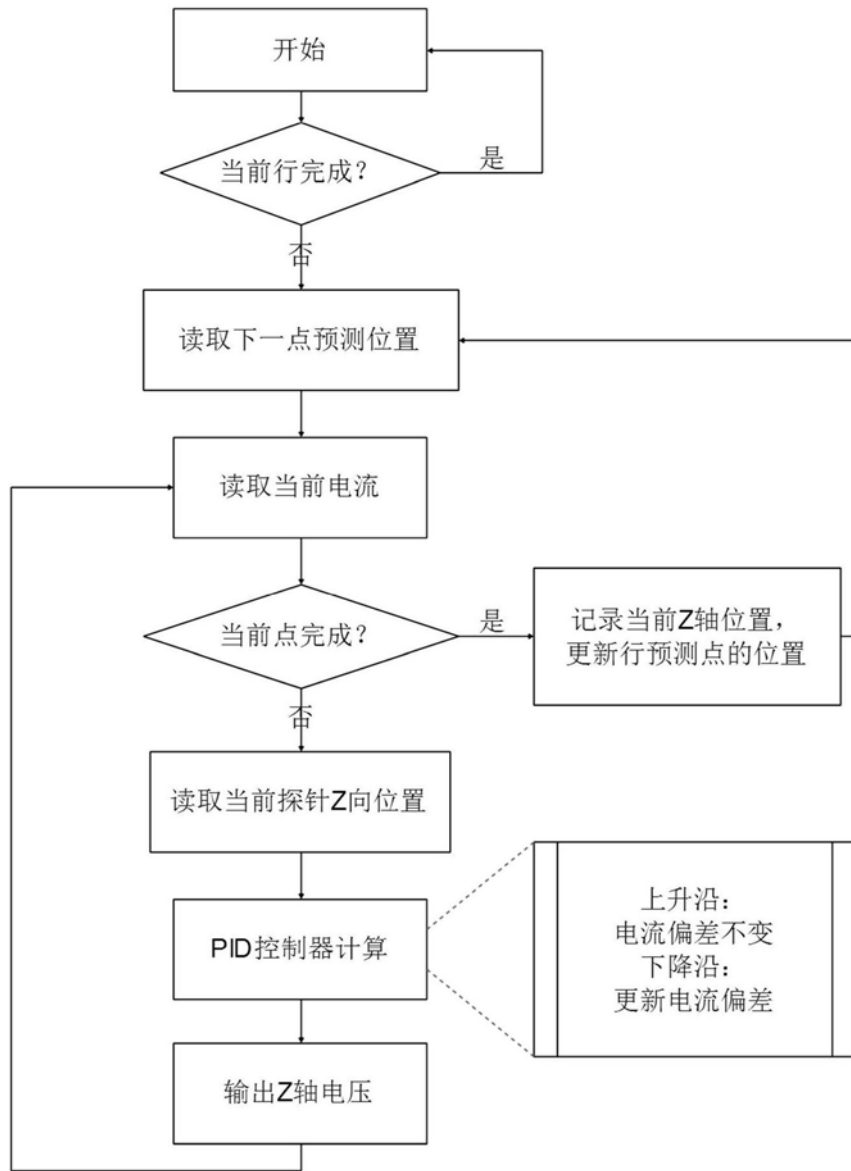 开始
当前行完成？
是
否
读取下一点预测位置
读取当前电流
当前点完成？
是
记录当前Z轴位置，
更新行预测点的位置
否
读取当前探针Z向位置
PID控制器计算
上升沿：
电流偏差不变
下降沿：
更新电流偏差
输出Z轴电压